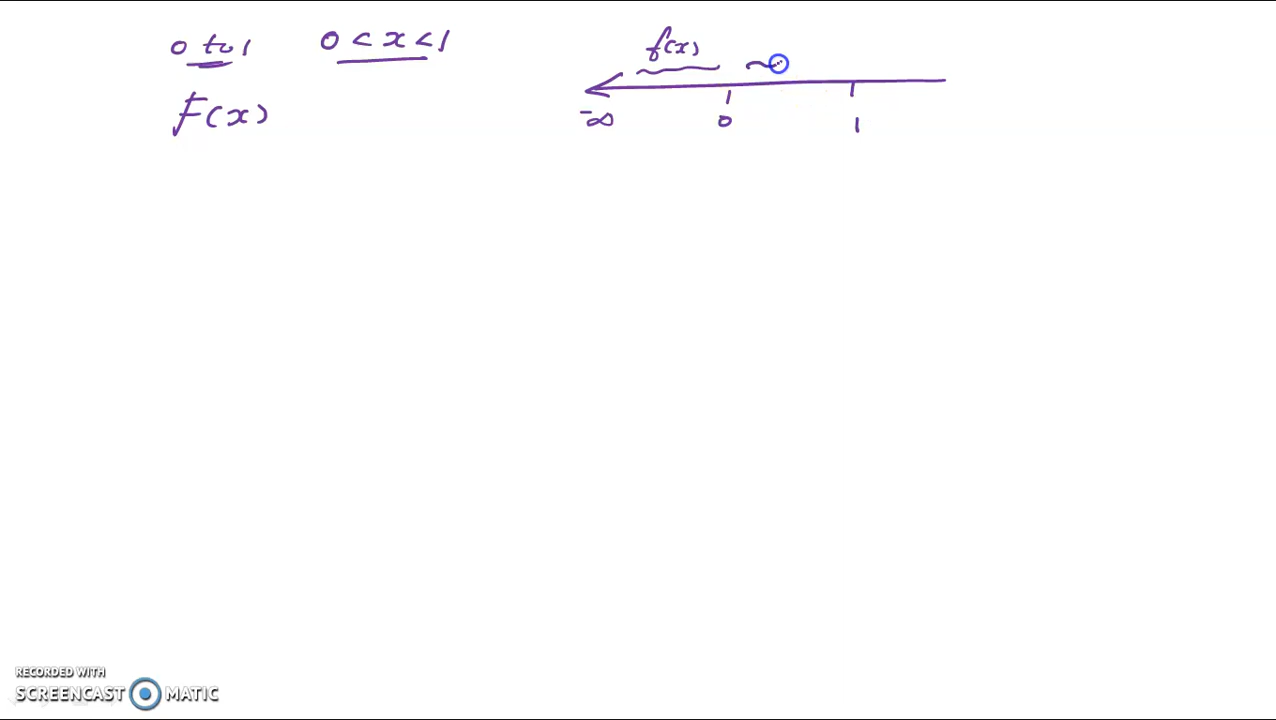 0 to 1 0 < x < 1 f(x)
F(x) -∞ 0 1
RECORDED WITH
SCREENCAST MATIC